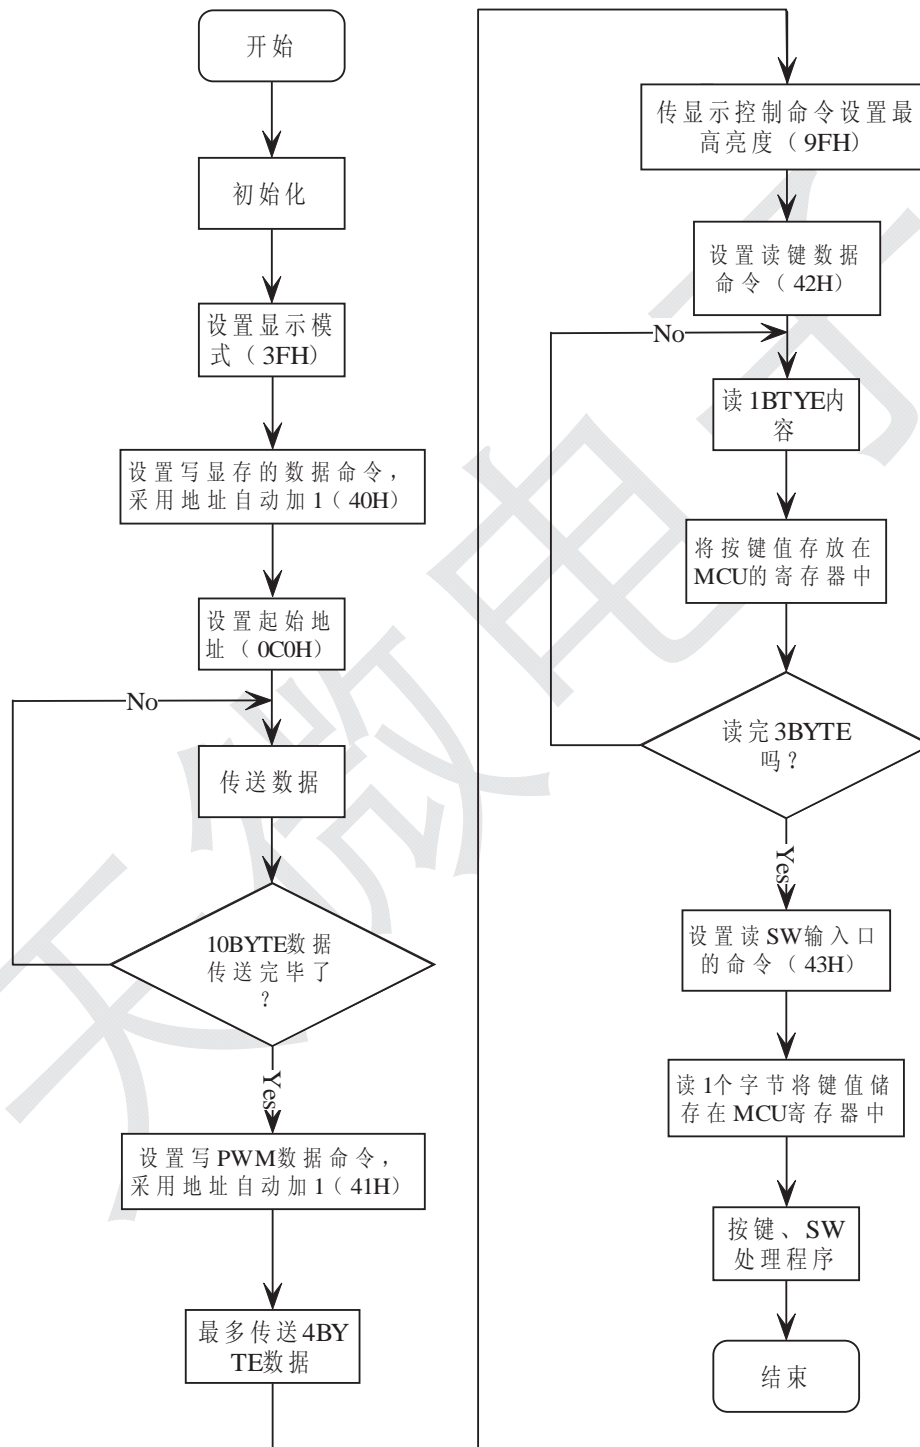 开始
初始化
设置显示模
式（3FH）
设置写显存的数据命令，
采用地址自动加1（40H）
设置起始地
址（0C0H）
No
传送数据
10BYTE数据
传送完毕了
？
Yes
设置写PWM数据命令，
采用地址自动加1（41H）
最多传送4BY
TE数据
传显示控制命令设置最
高亮度（9FH）
设置读键数据
命令（42H）
No
读1BTYE内
容
将按键值存放在
MCU的寄存器中
读完3BYTE
吗？
Yes
设置读SW输入口
的命令（43H）
读1个字节将键值储
存在MCU寄存器中
按键、SW
处理程序
结束
天微电子